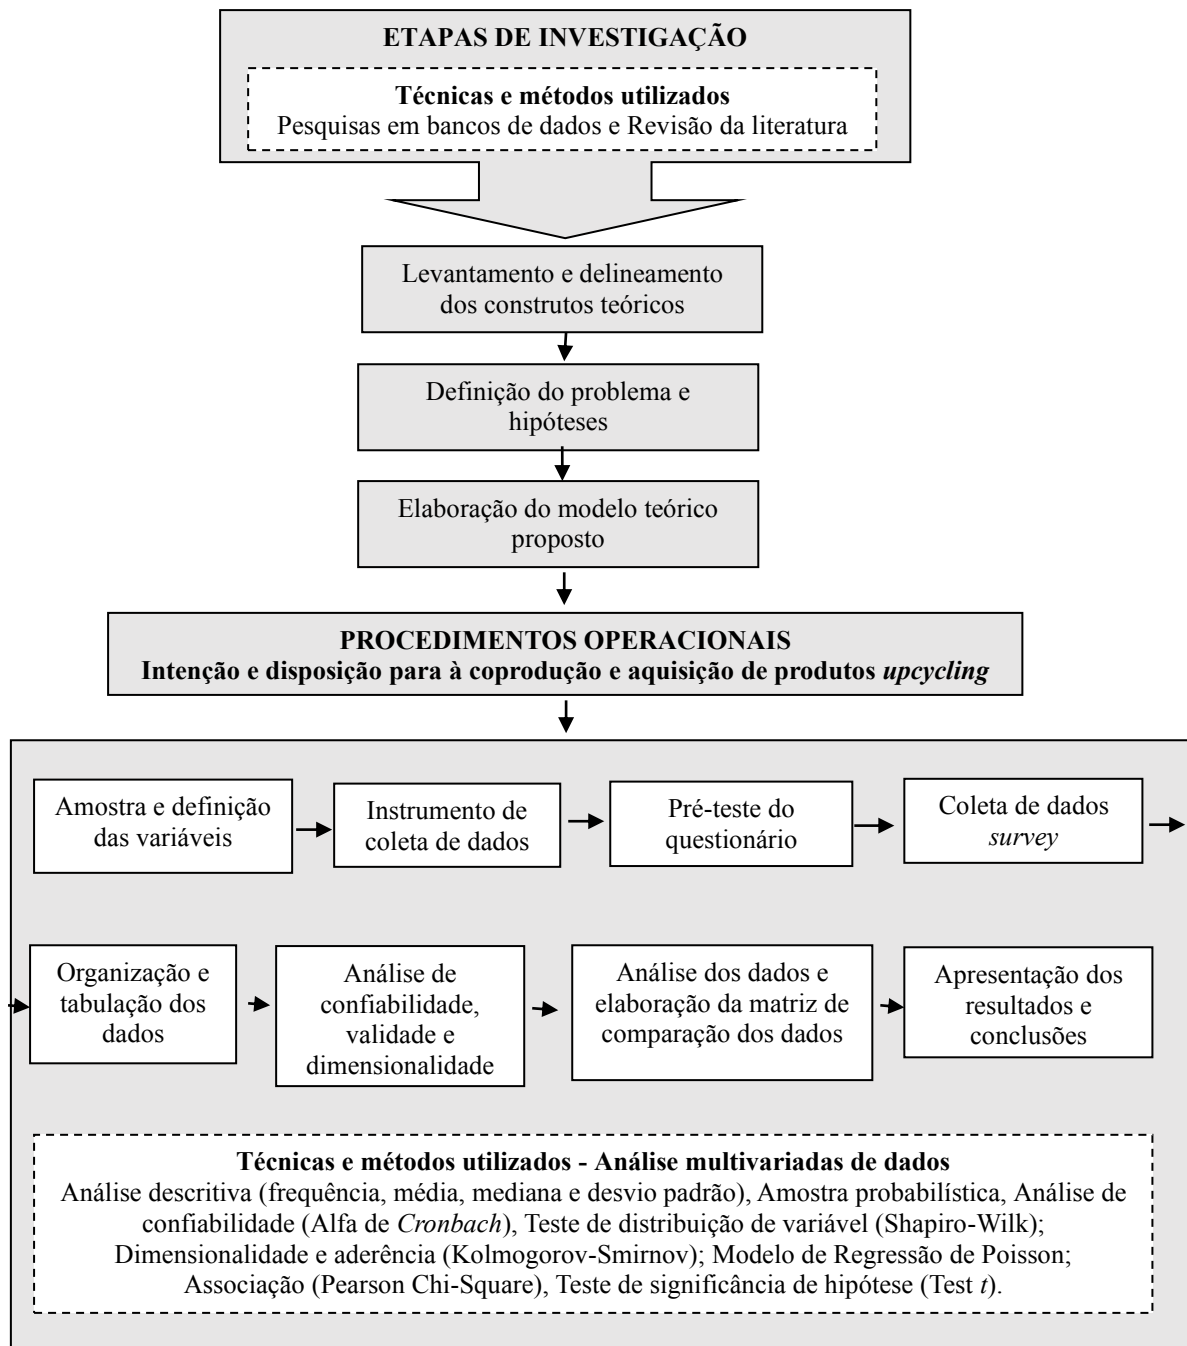 ETAPAS DE INVESTIGAÇÃO
Técnicas e métodos utilizados
Pesquisas em bancos de dados e Revisão da literatura
Levantamento e delineamento
dos construtos teóricos
Definição do problema e
hipóteses
Elaboração do modelo teórico
proposto
PROCEDIMENTOS OPERACIONAIS
Intenção e disposição para à coprodução e aquisição de produtos upcycling
Amostra e definição
das variáveis
Instrumento de
coleta de dados
Pré-teste do
questionário
Coleta de dados
survey
Organização e
tabulação dos
dados
Análise de
confiabilidade,
validade e
dimensionalidade
Análise dos dados e
elaboração da matriz de
comparação dos dados
Apresentação dos
resultados e
conclusões
Técnicas e métodos utilizados - Análise multivariadas de dados
Análise descritiva (frequência, média, mediana e desvio padrão), Amostra probabilística, Análise de
confiabilidade (Alfa de Cronbach), Teste de distribuição de variável (Shapiro-Wilk);
Dimensionalidade e aderência (Kolmogorov-Smirnov); Modelo de Regressão de Poisson;
Associação (Pearson Chi-Square), Teste de significância de hipótese (Test t).